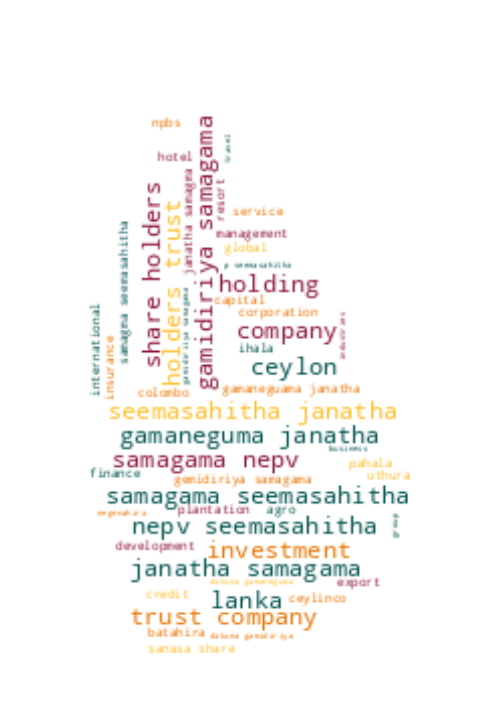 npbs
gamidiriya samagama
travel
hotel
janatha samagma
resort
share holders
holders trust
service
samagma seemasahitha
management
global
p seemasahitha
holding
gamidiriya samagama
capital
international
corporation
company
industries
insurance
ihala
ceylon
colombo
gamaneguama janatha
seemasahitha janatha
gamaneguma janatha
business
samagama nepv
pahala
finance
uthura
gemidiriya samagama
samagama seemasahitha
plantation
agro
negenahira
nepv seemasahitha
group
development
investment
janatha samagama
dakuna gamaneguma
export
credit
lanka
ceylinco
trust company
batahira
dakuna gamidiriya
sanasa share